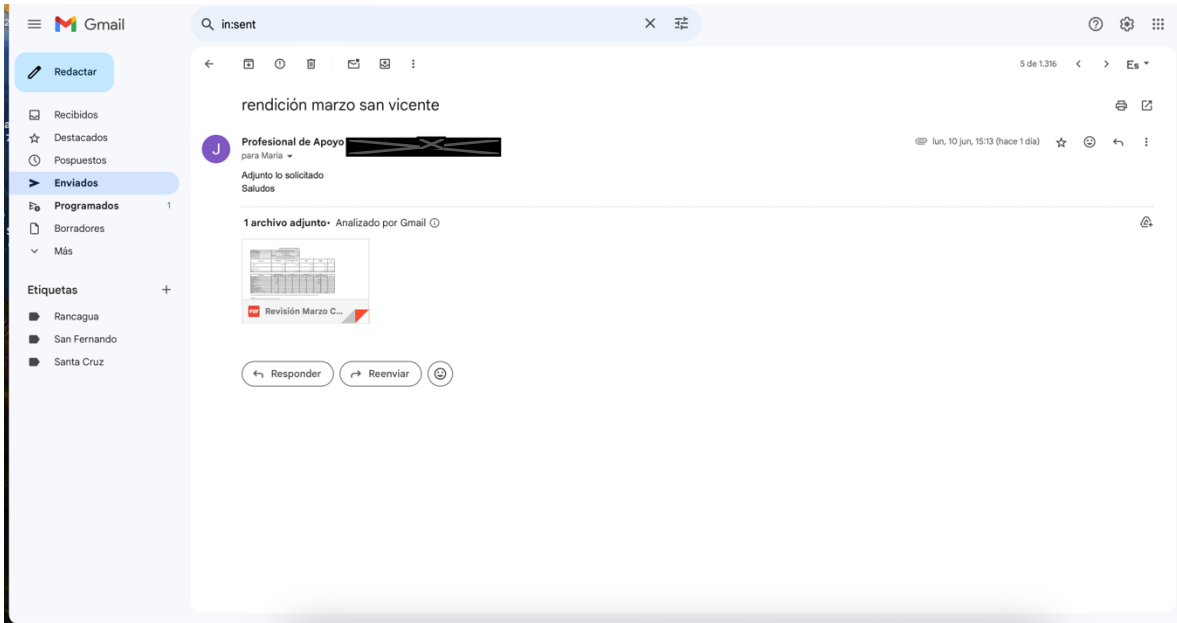 Gmail
in:sent
Redactar
Recibidos
Destacados
Pospuestos
Enviados
Programados 1
Borradores
Más
Etiquetas
Rancagua
San Fernando
Santa Cruz
5 de 1.316
Es
rendición marzo san vicente
J
Profesional de Apoyo
lun, 10 jun, 15:13 (hace 1 día)
para María
Adjunto lo solicitado
Saludos
1 archivo adjunto • Analizado por Gmail
PDF Revisión Marzo C...
Responder
Reenviar